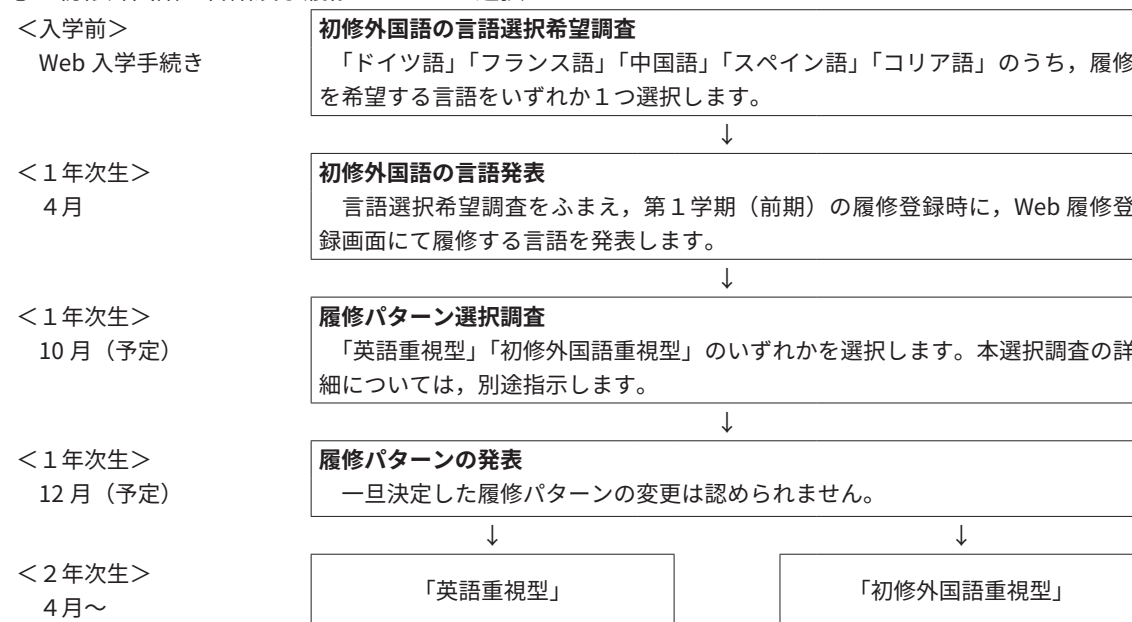 ＜入学前＞
Web 入学手続き
初修外国語の言語選択希望調査
「ドイツ語」「フランス語」「中国語」「スペイン語」「コリア語」のうち，履修
を希望する言語をいずれか１つ選択します。
↓
＜１年次生＞
４月
初修外国語の言語発表
言語選択希望調査をふまえ，第１学期（前期）の履修登録時に，Web 履修登
録画面にて履修する言語を発表します。
↓
＜１年次生＞
10 月（予定）
履修パターン選択調査
「英語重視型」「初修外国語重視型」のいずれかを選択します。本選択調査の詳
細については，別途指示します。
↓
＜１年次生＞
12 月（予定）
履修パターンの発表
一旦決定した履修パターンの変更は認められません。
↓ ↓
＜２年次生＞
４月～
「英語重視型」
「初修外国語重視型」